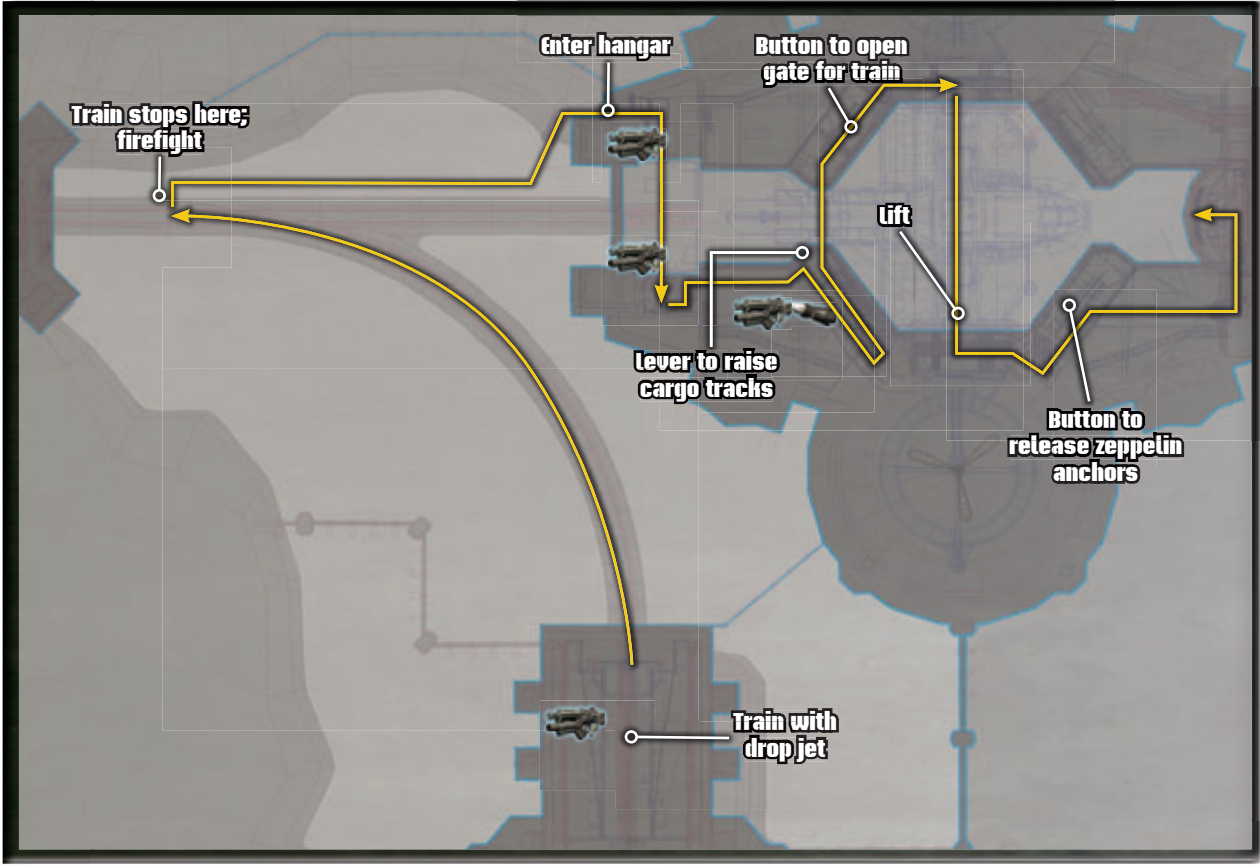 Enter hangar
Button to open
gate for train
Train stops here;
firefight
Lift
Lever to raise
cargo tracks
Button to
release zeppelin
anchors
Train with
drop jet